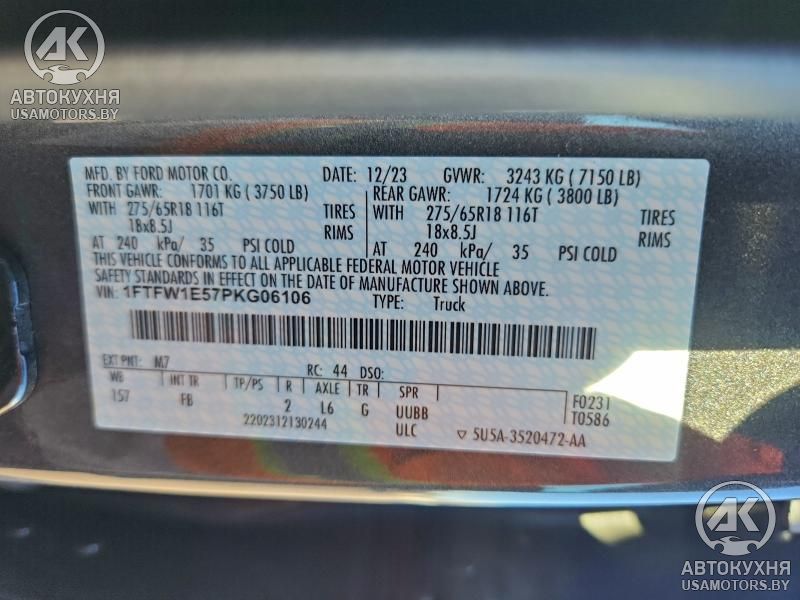 AK
АВТОКУХНЯ
USAMOTORS.BY
MFD. BY FORD MOTOR CO. DATE: 12/23 GVWR: 3243 KG ( 7150 LB)
FRONT GAWR: 1701 KG ( 3750 LB) REAR GAWR: 1724 KG ( 3800 LB)
WITH 275/65R18 116T TIRES WITH 275/65R18 116T TIRES
18x8.5J RIMS 18x8.5J RIMS
AT 240 kPa/ 35 PSI COLD AT 240 kPa/ 35 PSI COLD
THIS VEHICLE CONFORMS TO ALL APPLICABLE FEDERAL MOTOR VEHICLE
SAFETY STANDARDS IN EFFECT ON THE DATE OF MANUFACTURE SHOWN ABOVE.
VIN: 1FTFW1E57PKG06106 TYPE: Truck
EXT PNT: M7 RC: 44 DSO:
WB INT TR TP/PS R AXLE TR SPR F0231
157 FB 2 L6 G UUBB T0586
2202312130244 ULC ▽ 5U5A-3520472-AA
AK
АВТОКУХНЯ
USAMOTORS.BY